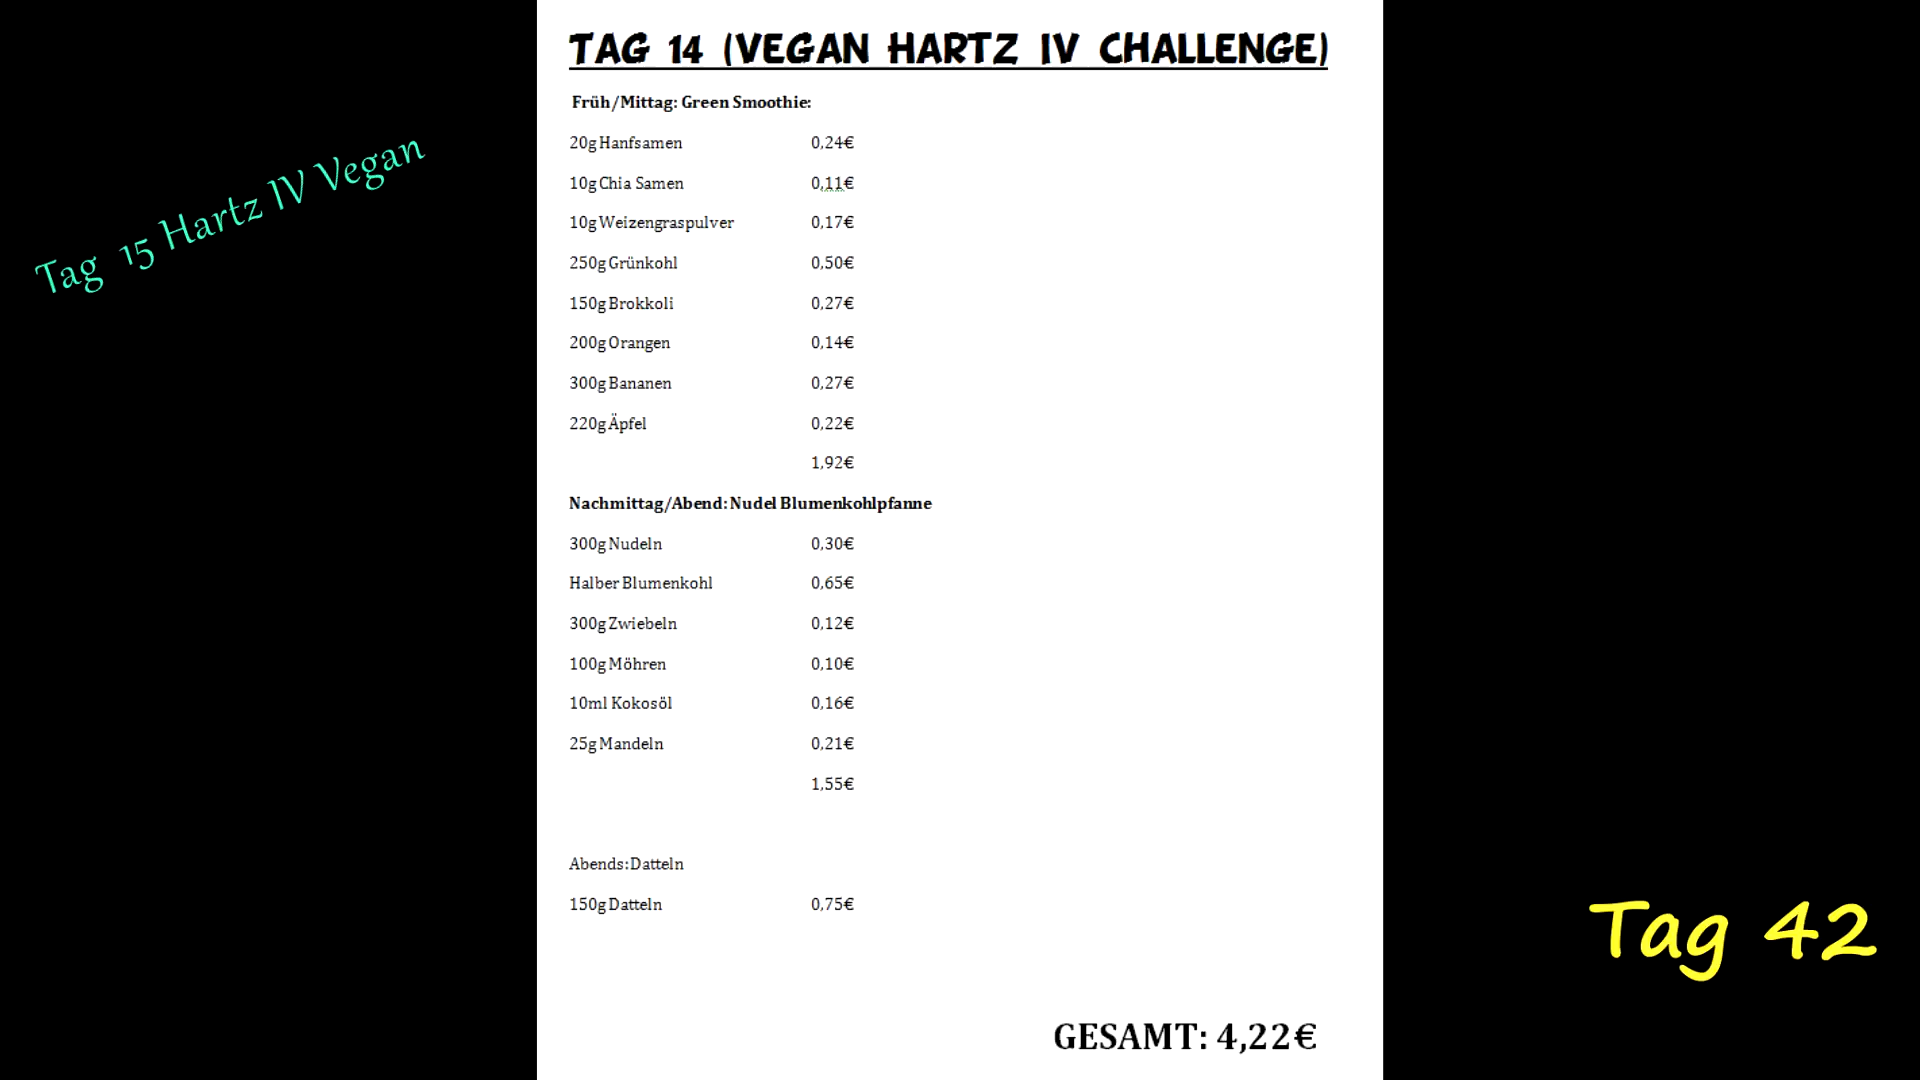 TAG 14 (VEGAN HARTZ IV CHALLENGE)
Tag 15 Hartz IV Vegan
Früh/Mittag: Green Smoothie:
20g Hanfsamen 0,24€
10g Chia Samen 0,11€
10g Weizengraspulver 0,17€
250g Grünkohl 0,50€
150g Brokkoli 0,27€
200g Orangen 0,14€
300g Bananen 0,27€
220g Äpfel 0,22€
1,92€
Nachmittag/Abend: Nudel Blumenkohlpfanne
300g Nudeln 0,30€
Halber Blumenkohl 0,65€
300g Zwiebeln 0,12€
100g Möhren 0,10€
10ml Kokosöl 0,16€
25g Mandeln 0,21€
1,55€
Abends: Datteln
150g Datteln 0,75€
Tag 42
GESAMT: 4,22€